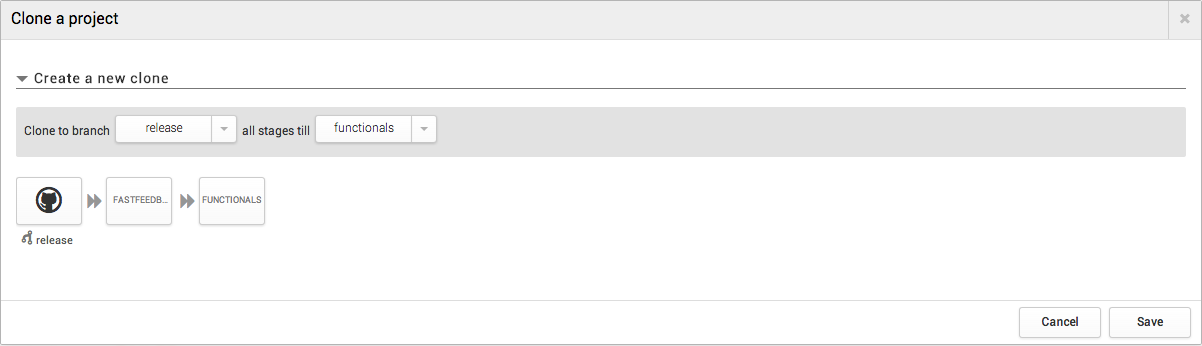 Clone a project
Create a new clone
Clone to branch release all stages till functionals
FASTFEEDB... FUNCTIONALS
release
Cancel Save